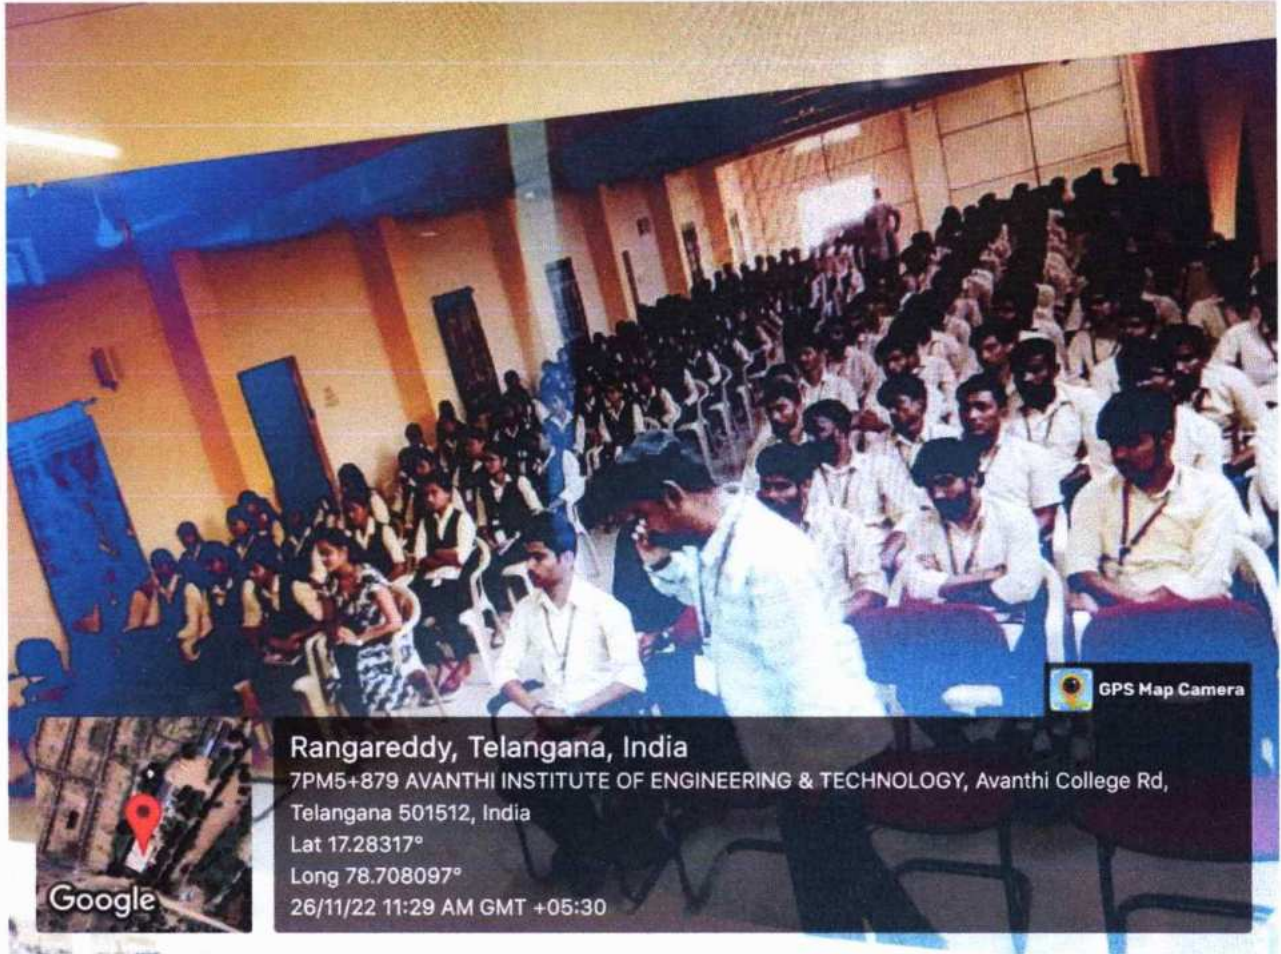 GPS Map Camera
Rangareddy, Telangana, India
7PM5+879 AVANTHI INSTITUTE OF ENGINEERING & TECHNOLOGY, Avanthi College Rd,
Telangana 501512, India
Lat 17.28317°
Long 78.708097°
26/11/22 11:29 AM GMT +05:30
Google